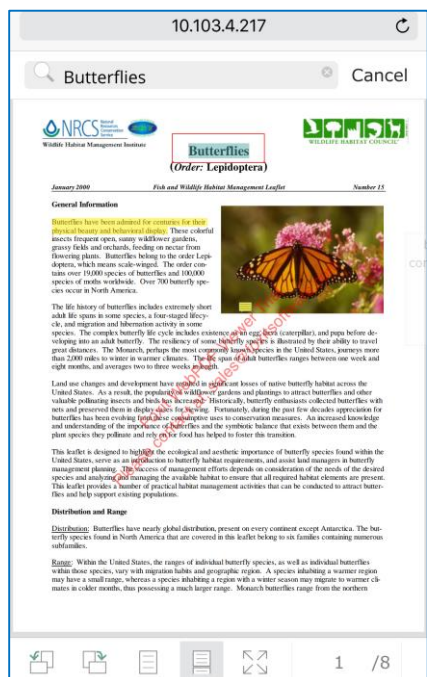 10.103.4.217
Butterflies
Cancel
NRCS Natural Resources Conservation Service
Wildlife Habitat Management Institute
WILDLIFE HABITAT COUNCIL
Butterflies
(Order: Lepidoptera)
January 2000 Fish and Wildlife Habitat Management Leaflet Number 15
General Information
Butterflies have been admired for centuries for their
physical beauty and behavioral display. These colorful
insects frequent open, sunny wildflower gardens,
grassy fields and orchards, feeding on nectar from
flowering plants. Butterflies belong to the order Lepi-
doptera, which means scale-winged. The order con-
tains over 19,000 species of butterflies and 100,000
species of moths worldwide. Over 700 butterfly spe-
cies occur in North America.
The life history of butterflies includes extremely short
adult life spans in some species, a four-staged lifecy-
cle, and migration and hibernation activity in some
species. The complex butterfly life cycle includes existence as an egg, larva (caterpillar), and pupa before de-
veloping into an adult butterfly. The resiliency of some butterfly species is illustrated by their ability to travel
great distances. The Monarch, perhaps the most commonly known species in the United States, journeys more
than 2,000 miles to winter in warmer climates. The life span of adult butterflies ranges between one week and
eight months, and averages two to three weeks in length.
Land use changes and development have resulted in significant losses of native butterfly habitat across the
United States. As a result, the popularity of wildflower gardens and plantings to attract butterflies and other
valuable pollinating insects and birds has increased. Historically, butterfly enthusiasts collected butterflies with
nets and preserved them in display cases for viewing. Fortunately, during the past few decades appreciation for
butterflies has been evolving from these consumptive uses to conservation measures. An increased knowledge
and understanding of the importance of butterflies and the symbiotic balance that exists between them and the
plant species they pollinate and rely on for food has helped to foster this transition.
This leaflet is designed to highlight the ecological and aesthetic importance of butterfly species found within the
United States, serve as an introduction to butterfly habitat requirements, and assist land managers in butterfly
management planning. The success of management efforts depends on consideration of the needs of the desired
species and analyzing and managing the available habitat to ensure that all required habitat elements are present.
This leaflet provides a number of practical habitat management activities that can be conducted to attract butter-
flies and help support existing populations.
Distribution and Range
Distribution: Butterflies have nearly global distribution, present on every continent except Antarctica. The but-
terfly species found in North America that are covered in this leaflet belong to six families containing numerous
subfamilies.
Range: Within the United States, the ranges of individual butterfly species, as well as individual butterflies
within those species, vary with migration habits and geographic region. A species inhabiting a warmer region
may have a small range, whereas a species inhabiting a region with a winter season may migrate to warmer cli-
mates in colder months, thus possessing a much larger range. Monarch butterflies range from the northern
1 /8